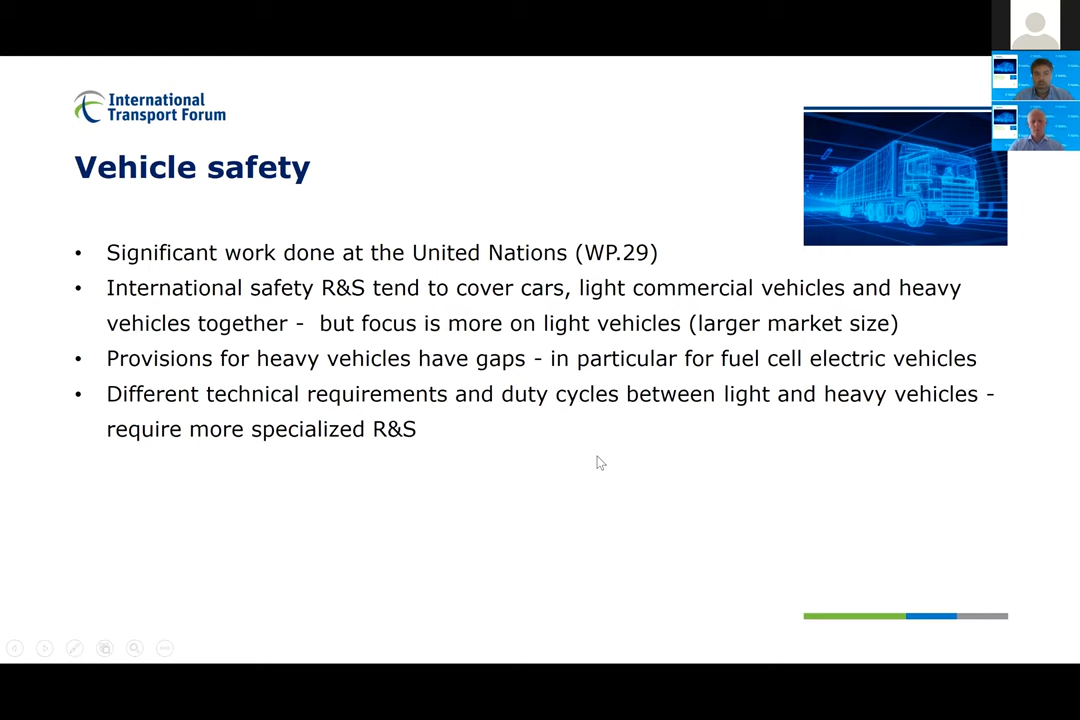 International
Transport Forum
Vehicle safety
• Significant work done at the United Nations (WP.29)
• International safety R&S tend to cover cars, light commercial vehicles and heavy
vehicles together - but focus is more on light vehicles (larger market size)
• Provisions for heavy vehicles have gaps - in particular for fuel cell electric vehicles
• Different technical requirements and duty cycles between light and heavy vehicles -
require more specialized R&S